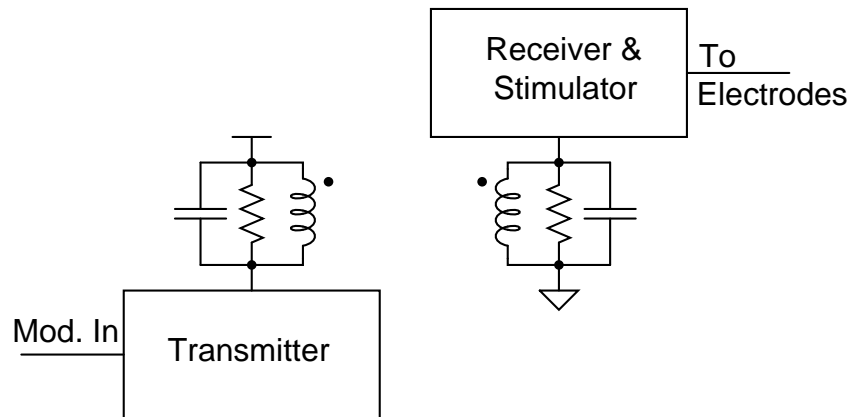 Receiver &
Stimulator
To
Electrodes
Mod. In
Transmitter